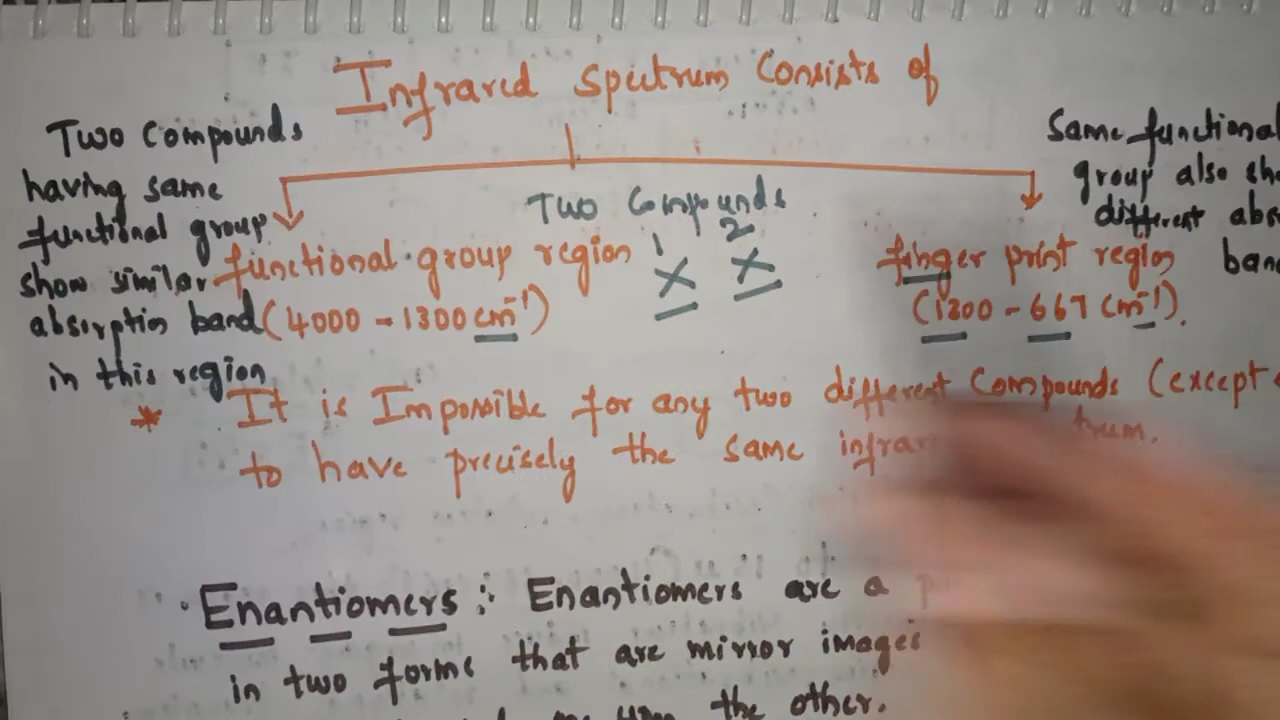 Infrared Spectrum Consists of
Two Compounds
having same
functional group
show similar
absorption band
in this region
functional group region
(4000 - 1300 cm⁻¹)
Two Compounds
1 2
X X
Same functional
group also
different
finger print region
(1300 - 667 cm⁻¹).
* It is Impossible for any two different Compounds (except
to have precisely the same
Enantiomers : Enantiomers are a
in two forms that are mirror images
the other.